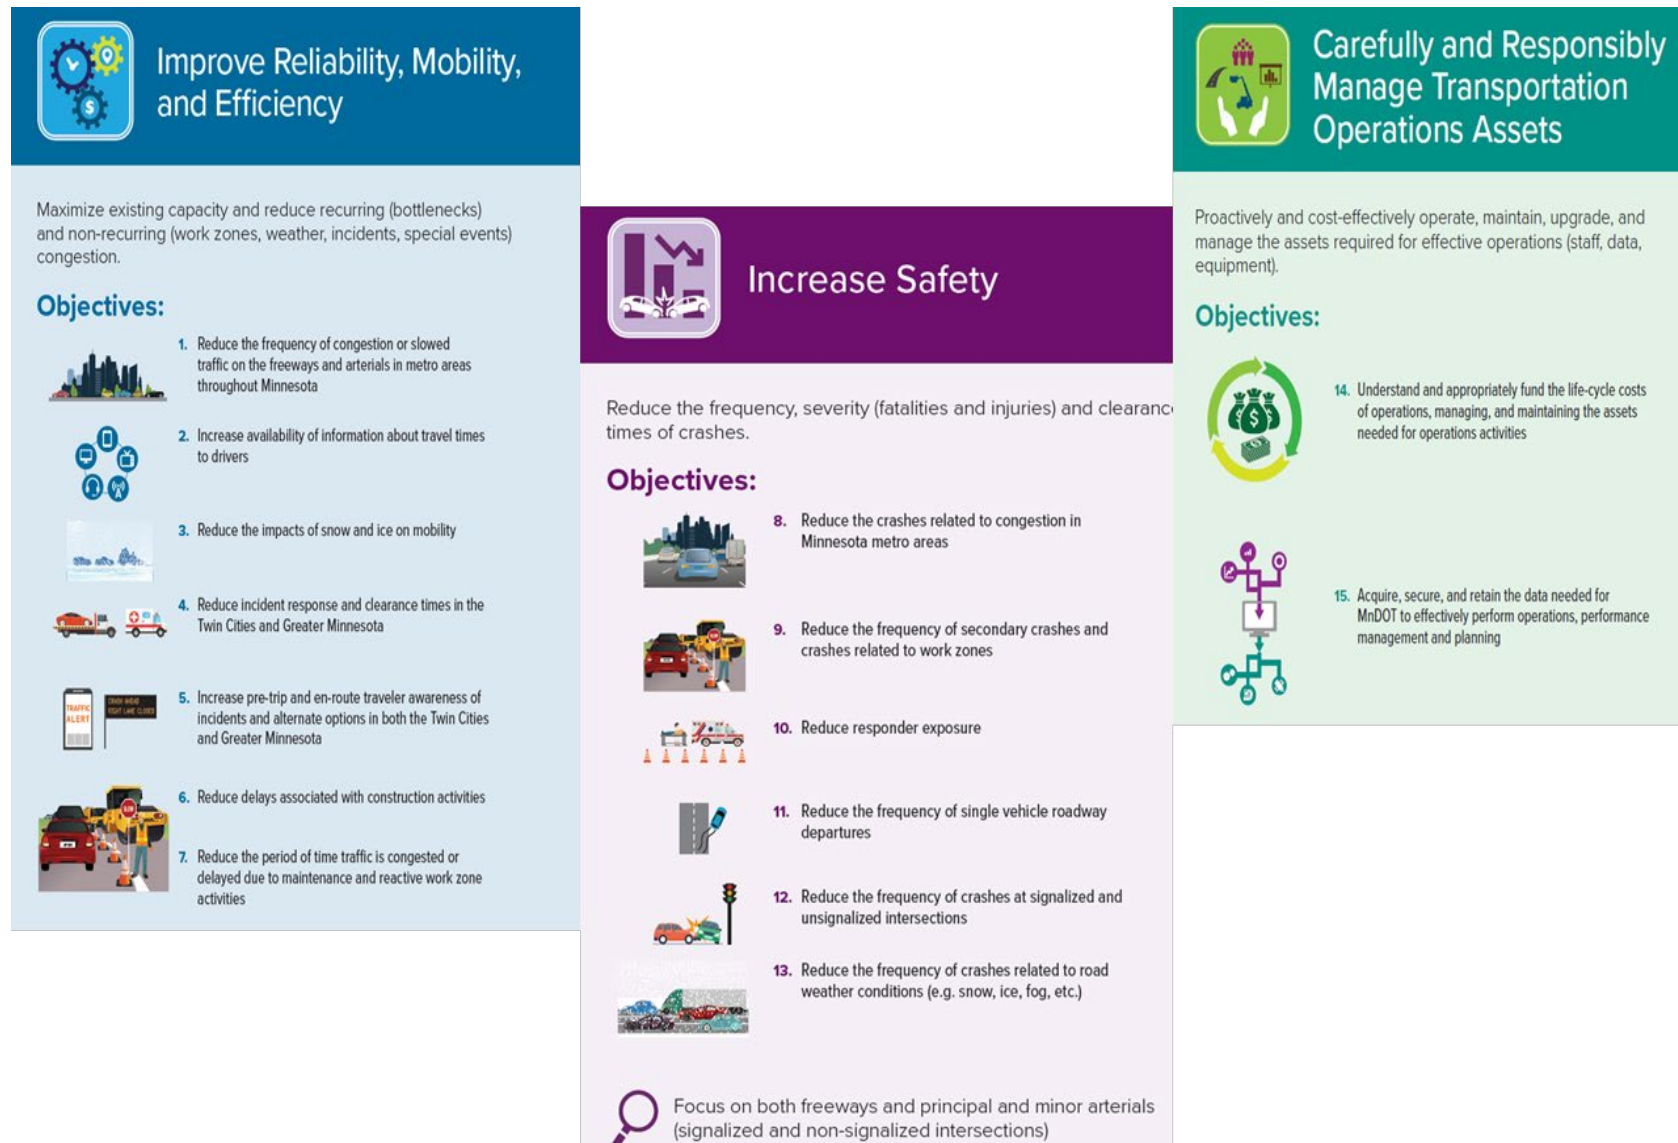 Improve Reliability, Mobility,
and Efficiency
Maximize existing capacity and reduce recurring (bottlenecks)
and non-recurring (work zones, weather, incidents, special events)
congestion.
Objectives:
1. Reduce the frequency of congestion or slowed
traffic on the freeways and arterials in metro areas
throughout Minnesota
2. Increase availability of information about travel times
to drivers
3. Reduce the impacts of snow and ice on mobility
4. Reduce incident response and clearance times in the
Twin Cities and Greater Minnesota
TRAFFIC
ALERT
CRASH AHEAD
RIGHT LANE CLOSED
5. Increase pre-trip and en-route traveler awareness of
incidents and alternate options in both the Twin Cities
and Greater Minnesota
6. Reduce delays associated with construction activities
7. Reduce the period of time traffic is congested or
delayed due to maintenance and reactive work zone
activities
Increase Safety
Reduce the frequency, severity (fatalities and injuries) and clearanc
times of crashes.
Objectives:
8. Reduce the crashes related to congestion in
Minnesota metro areas
9. Reduce the frequency of secondary crashes and
crashes related to work zones
10. Reduce responder exposure
11. Reduce the frequency of single vehicle roadway
departures
12. Reduce the frequency of crashes at signalized and
unsignalized intersections
13. Reduce the frequency of crashes related to road
weather conditions (e.g. snow, ice, fog, etc.)
Focus on both freeways and principal and minor arterials
(signalized and non-signalized intersections)
Carefully and Responsibly
Manage Transportation
Operations Assets
Proactively and cost-effectively operate, maintain, upgrade, and
manage the assets required for effective operations (staff, data,
equipment).
Objectives:
14. Understand and appropriately fund the life-cycle costs
of operations, managing, and maintaining the assets
needed for operations activities
15. Acquire, secure, and retain the data needed for
MnDOT to effectively perform operations, performance
management and planning